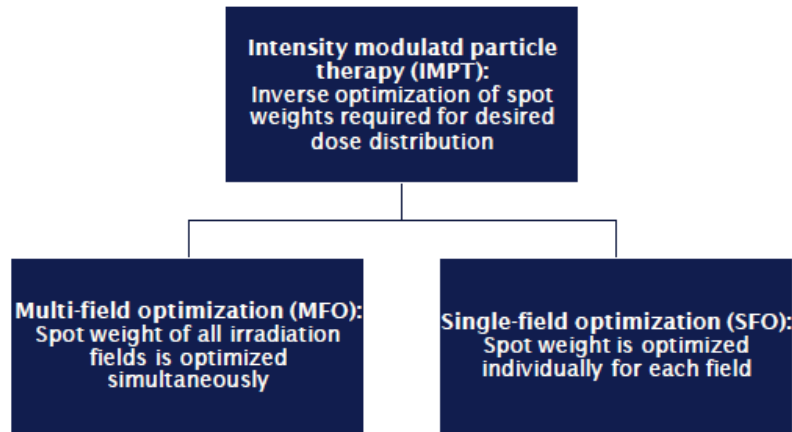 Intensity modulatd particle
therapy (IMPT):
Inverse optimization of spot
weights required for desired
dose distribution
Multi-field optimization (MFO):
Spot weight of all irradiation
fields is optimized
simultaneously
Single-field optimization (SFO):
Spot weight is optimized
individually for each field